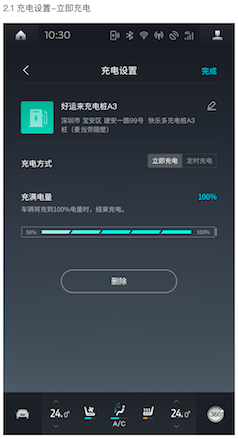 2.1 充电设置-立即充电
10:30
充电设置
完成
好运来充电桩A3
深圳市 宝安区 建安一路99号 快乐多充电桩A3
桩（麦当劳隔壁）
充电方式
立即充电 定时充电
充满电量
100%
车辆将充到100%电量时，结束充电。
50%
100%
删除
24.0°
A/C
24.0°
360°